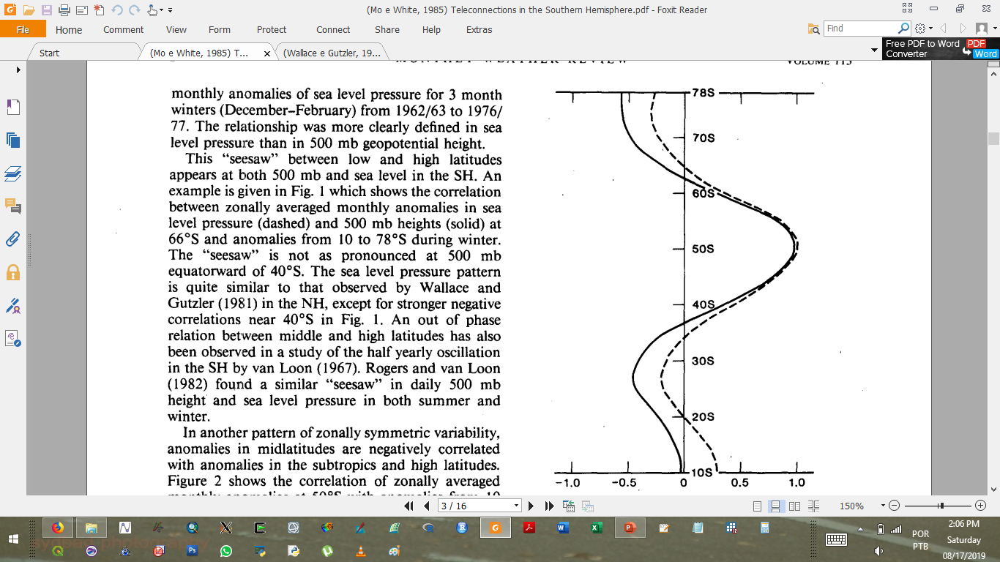 (Mo e White, 1985) Teleconnections in the Southern Hemisphere.pdf - Foxit Reader
File Home Comment View Form Protect Connect Share Help Extras
Find
Start
(Mo e White, 1985) T...
(Wallace e Gutzler, 19...
Free PDF to Word
Converter
PDF
Word
MONTHLY WEATHER REVIEW
VOLUME 113
monthly anomalies of sea level pressure for 3 month
winters (December–February) from 1962/63 to 1976/
77. The relationship was more clearly defined in sea
level pressure than in 500 mb geopotential height.
This “seesaw” between low and high latitudes
appears at both 500 mb and sea level in the SH. An
example is given in Fig. 1 which shows the correlation
between zonally averaged monthly anomalies in sea
level pressure (dashed) and 500 mb heights (solid) at
66°S and anomalies from 10 to 78°S during winter.
The “seesaw” is not as pronounced at 500 mb
equatorward of 40°S. The sea level pressure pattern
is quite similar to that observed by Wallace and
Gutzler (1981) in the NH, except for stronger negative
correlations near 40°S in Fig. 1. An out of phase
relation between middle and high latitudes has also
been observed in a study of the half yearly oscillation
in the SH by van Loon (1967). Rogers and van Loon
(1982) found a similar “seesaw” in daily 500 mb
height and sea level pressure in both summer and
winter.
In another pattern of zonally symmetric variability,
anomalies in midlatitudes are negatively correlated
with anomalies in the subtropics and high latitudes.
Figure 2 shows the correlation of zonally averaged
monthly anomalies at 50°S with anomalies from 10
78S
70S
60S
50S
40S
30S
20S
10S
-1.0 -0.5 0 0.5 1.0
3 / 16
150%
POR
PTB
2:06 PM
Saturday
08/17/2019